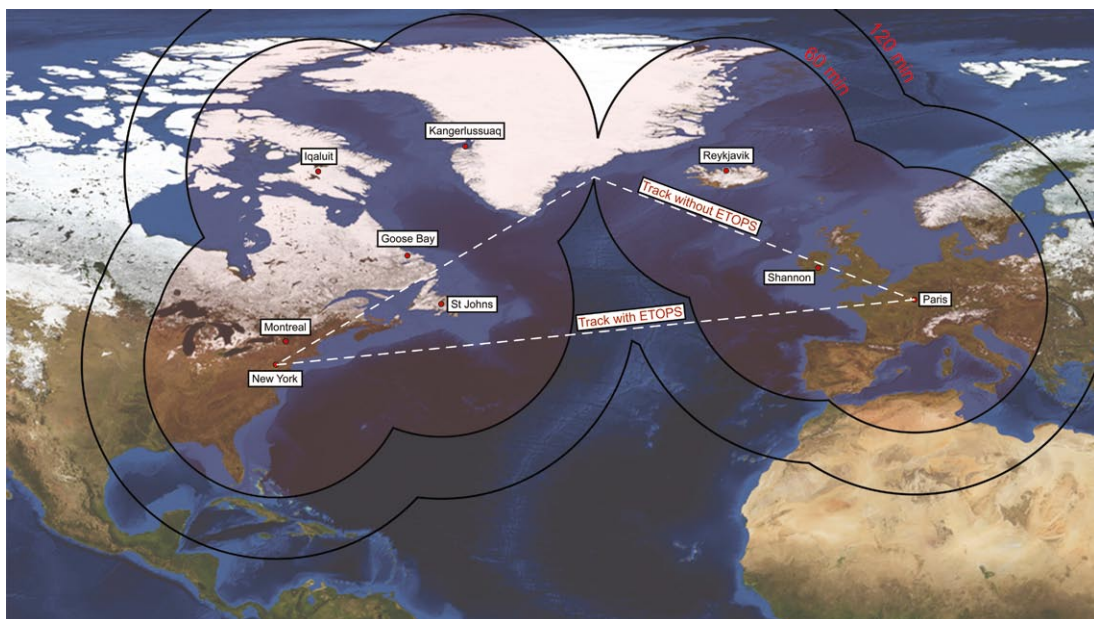 120 min
60 min
Kangerlussuaq
Iqaluit
Reykjavik
Track without ETOPS
Goose Bay
Shannon
St Johns
Paris
Track with ETOPS
Montreal
New York